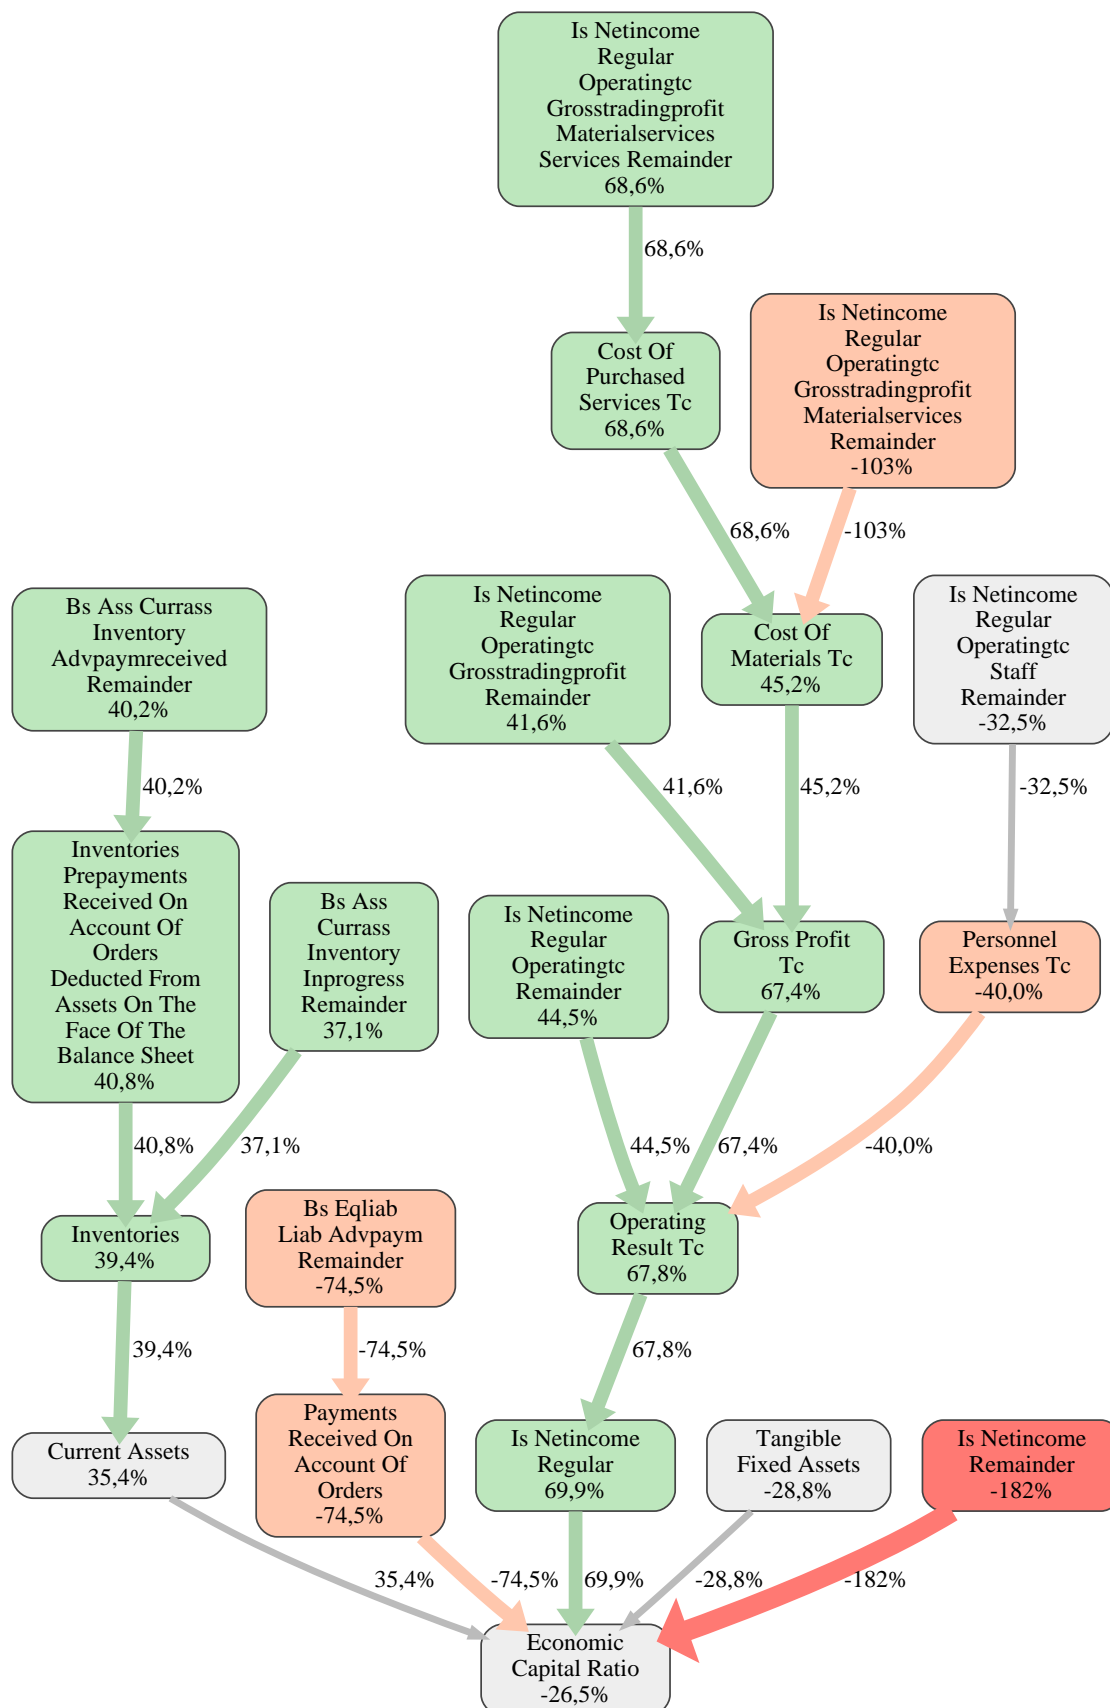 Is Netincome
Regular
Operatingtc
Grosstradingprofit
Materialservices
Services Remainder
68,6%
68,6%
Cost Of
Purchased
Services Tc
68,6%
Is Netincome
Regular
Operatingtc
Grosstradingprofit
Materialservices
Remainder
-103%
68,6%
-103%
Bs Ass Currass
Inventory
Advpaymreceived
Remainder
40,2%
Is Netincome
Regular
Operatingtc
Grosstradingprofit
Remainder
41,6%
Cost Of
Materials Tc
45,2%
Is Netincome
Regular
Operatingtc
Staff
Remainder
-32,5%
40,2%
41,6%
45,2%
-32,5%
Inventories
Prepayments
Received On
Account Of
Orders
Deducted From
Assets On The
Face Of The
Balance Sheet
40,8%
Bs Ass
Currass
Inventory
Inprogress
Remainder
37,1%
Is Netincome
Regular
Operatingtc
Remainder
44,5%
Gross Profit
Tc
67,4%
Personnel
Expenses Tc
-40,0%
40,8%
37,1%
44,5%
67,4%
-40,0%
Inventories
39,4%
Bs Eqliab
Liab Advpaym
Remainder
-74,5%
Operating
Result Tc
67,8%
39,4%
-74,5%
67,8%
Current Assets
35,4%
Payments
Received On
Account Of
Orders
-74,5%
Is Netincome
Regular
69,9%
Tangible
Fixed Assets
-28,8%
Is Netincome
Remainder
-182%
35,4%
-74,5%
69,9%
-28,8%
-182%
Economic
Capital Ratio
-26,5%